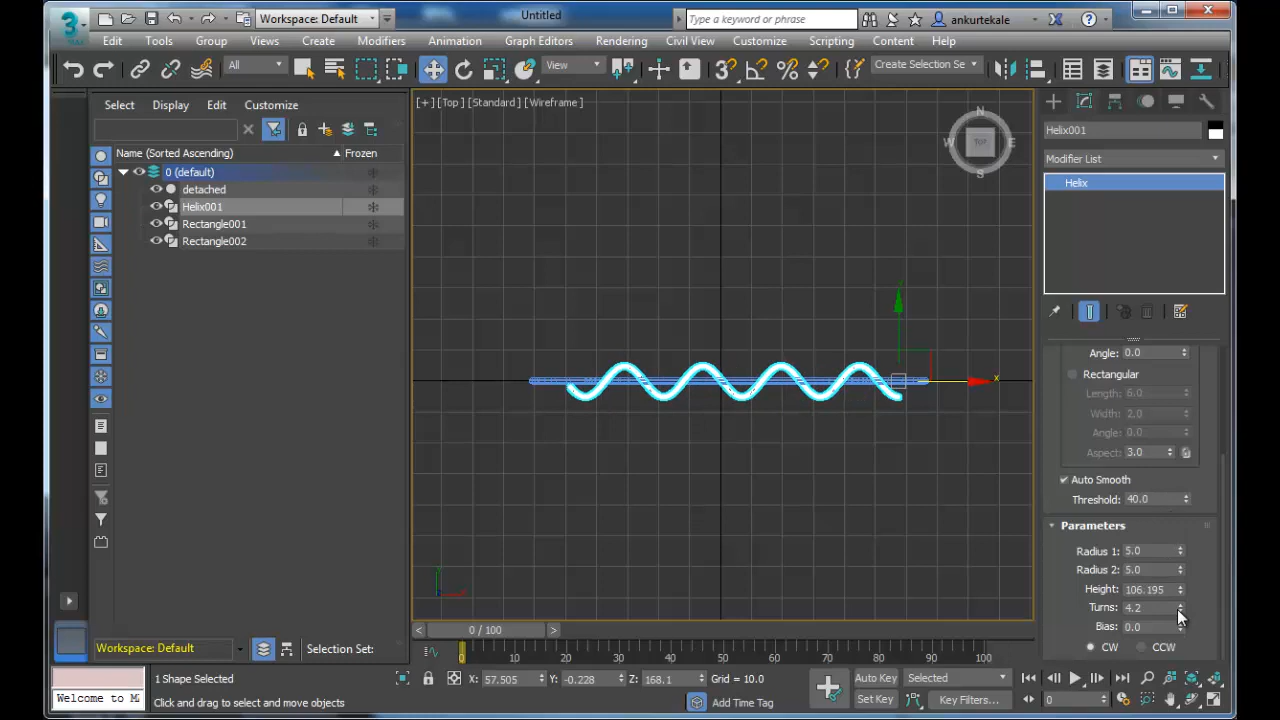 3
Workspace: Default
Untitled
Type a keyword or phrase
ankurtekale
Edit Tools Group Views Create Modifiers Animation Graph Editors Rendering Civil View Customize Scripting Content Help
All
View
Create Selection Se
Select Display Edit Customize
Name (Sorted Ascending) Frozen
0 (default)
detached
Helix001
Rectangle001
Rectangle002
Workspace: Default
Selection Set:
[+] [Top] [Standard] [Wireframe]
N
W TOP E
S
x
0 / 100
0 10 20 30 40 50 60 70 80 90 100
Helix001
Modifier List
Helix
Angle: 0.0
Rectangular
Length: 6.0
Width: 2.0
Angle: 0.0
Aspect: 3.0
Auto Smooth
Threshold: 40.0
Parameters
Radius 1: 5.0
Radius 2: 5.0
Height: 106.195
Turns: 4.2
Bias: 0.0
CW CCW
Welcome to M
1 Shape Selected
X: 57.505 Y: -0.228 Z: 168.1 Grid = 10.0
Click and drag to select and move objects
Add Time Tag
Auto Key Selected
Set Key Key Filters...
0